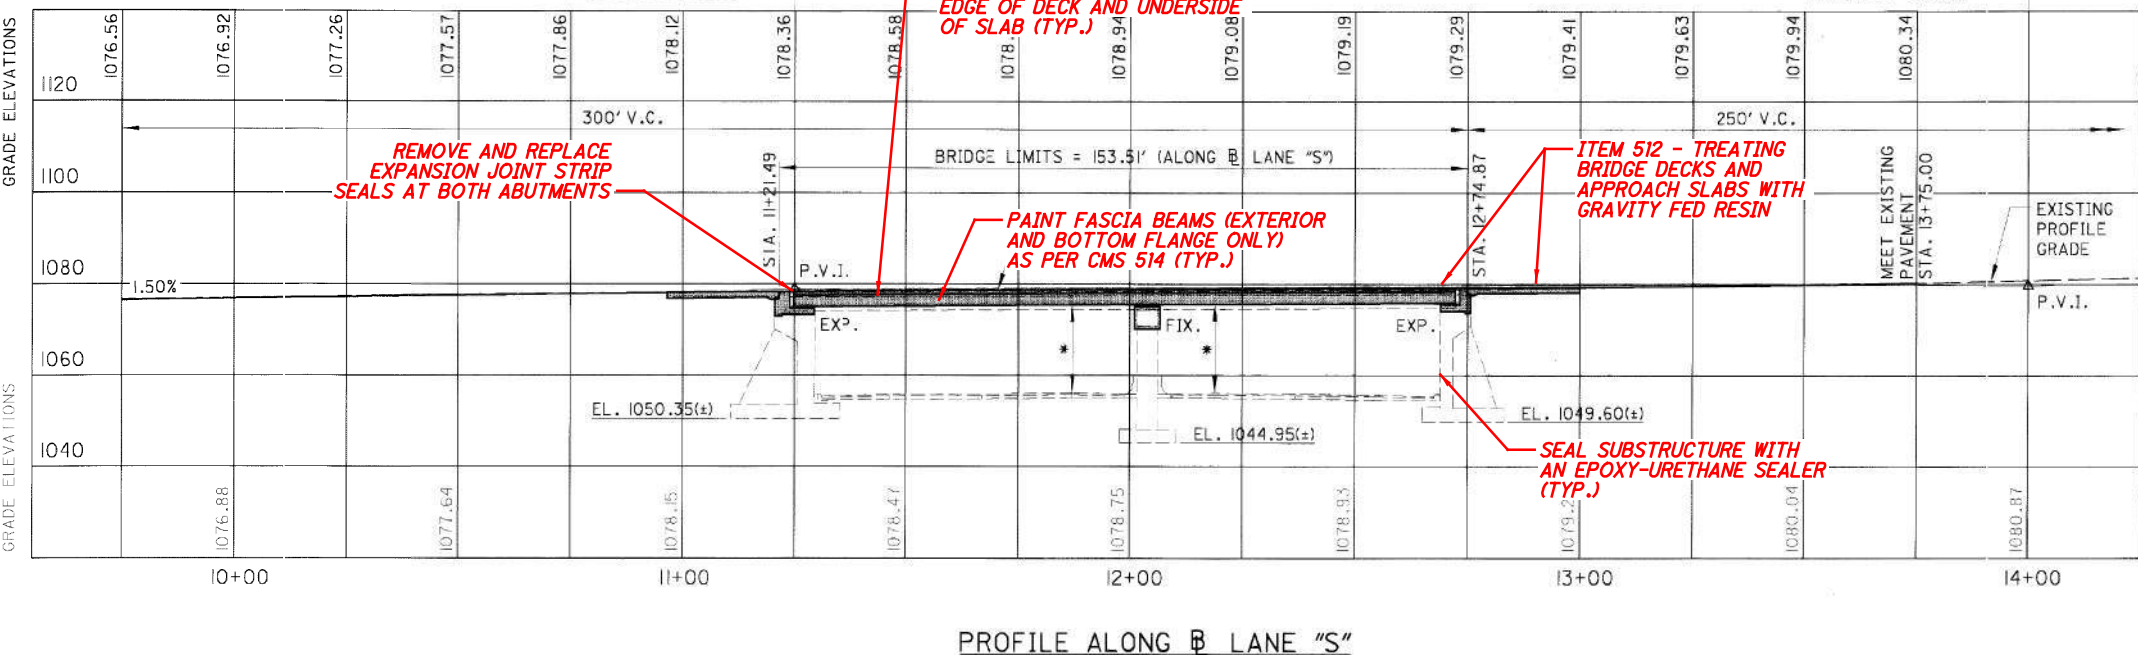 EDGE OF DECK AND UNDERSIDE
OF SLAB (TYP.)
GRADE ELEVATIONS
1076.56
1076.92
1077.26
1077.57
1077.86
1078.12
1078.36
1078.58
1078.94
1079.08
1079.19
1079.29
1079.41
1079.63
1079.94
1080.34
1120
1100
1080
1060
1040
300' V.C.
250' V.C.
REMOVE AND REPLACE
EXPANSION JOINT STRIP
SEALS AT BOTH ABUTMENTS
STA. 11+21.49
BRIDGE LIMITS = 153.51' (ALONG ℄ LANE "S")
STA. 12+74.87
ITEM 512 - TREATING
BRIDGE DECKS AND
APPROACH SLABS WITH
GRAVITY FED RESIN
PAINT FASCIA BEAMS (EXTERIOR
AND BOTTOM FLANGE ONLY)
AS PER CMS 514 (TYP.)
MEET EXISTING
PAVEMENT
STA. 13+75.00
EXISTING
PROFILE
GRADE
1.50%
P.V.I.
P.V.I.
EXP.
FIX.
EXP.
*
*
EL. 1050.35(±)
EL. 1044.95(±)
EL. 1049.60(±)
SEAL SUBSTRUCTURE WITH
AN EPOXY-URETHANE SEALER
(TYP.)
GRADE ELEVATIONS
1076.88
1077.64
1078.15
1078.47
1078.75
1078.93
1080.04
1080.87
10+00
11+00
12+00
13+00
14+00
PROFILE ALONG ℄ LANE "S"